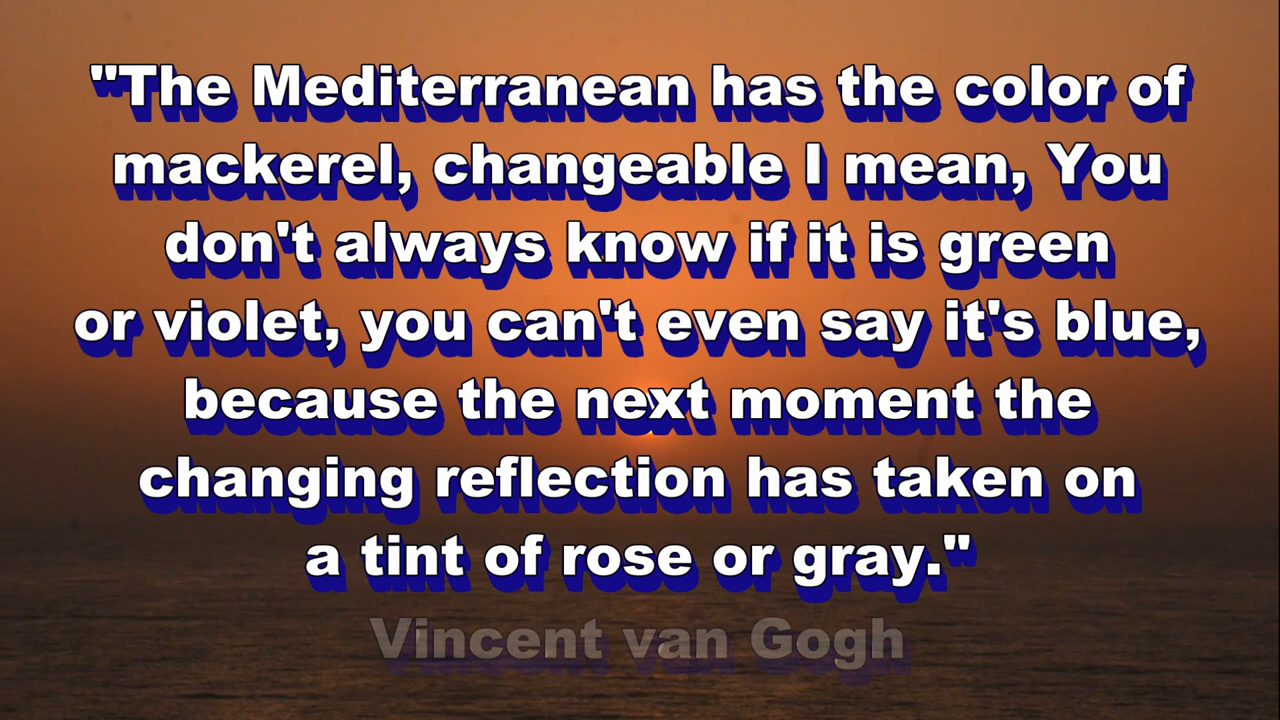 "The Mediterranean has the color of
mackerel, changeable I mean, You
don't always know if it is green
or violet, you can't even say it's blue,
because the next moment the
changing reflection has taken on
a tint of rose or gray."
Vincent van Gogh